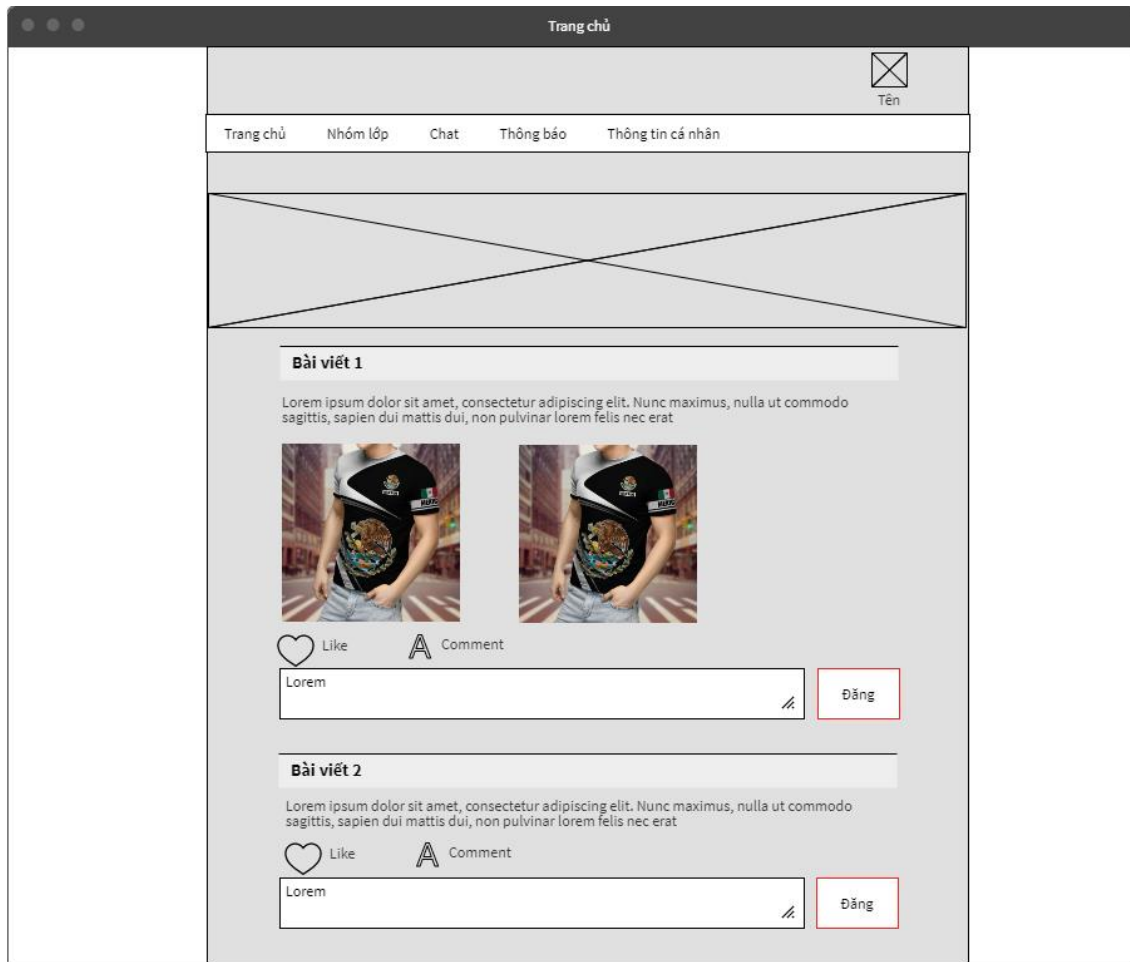 Trang chủ
Tên
Trang chủ Nhóm lớp Chat Thông báo Thông tin cá nhân
Bài viết 1
Lorem ipsum dolor sit amet, consectetur adipiscing elit. Nunc maximus, nulla ut commodo
sagittis, sapien dui mattis dui, non pulvinar lorem felis nec erat
Like A Comment
Lorem
Đăng
Bài viết 2
Lorem ipsum dolor sit amet, consectetur adipiscing elit. Nunc maximus, nulla ut commodo
sagittis, sapien dui mattis dui, non pulvinar lorem felis nec erat
Like A Comment
Lorem
Đăng